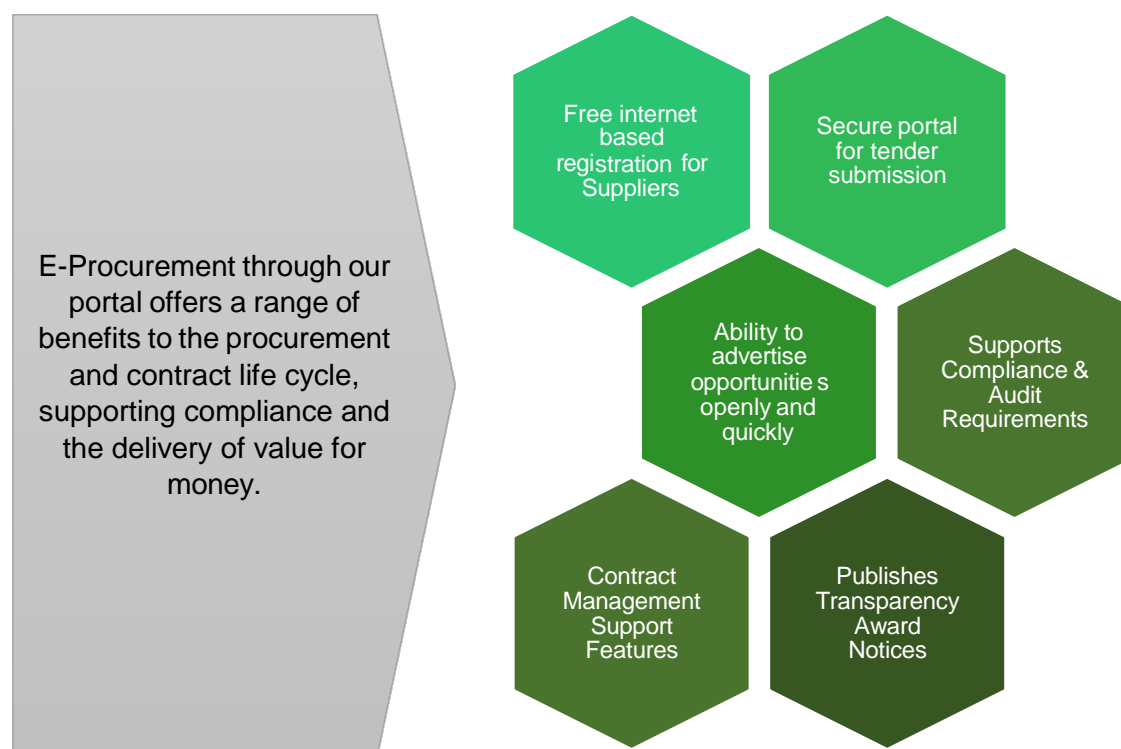 E-Procurement through our
portal offers a range of
benefits to the procurement
and contract life cycle,
supporting compliance and
the delivery of value for
money.
Free internet
based
registration for
Suppliers
Secure portal
for tender
submission
Ability to
advertise
opportunitie s
openly and
quickly
Supports
Compliance &
Audit
Requirements
Contract
Management
Support
Features
Publishes
Transparency
Award
Notices